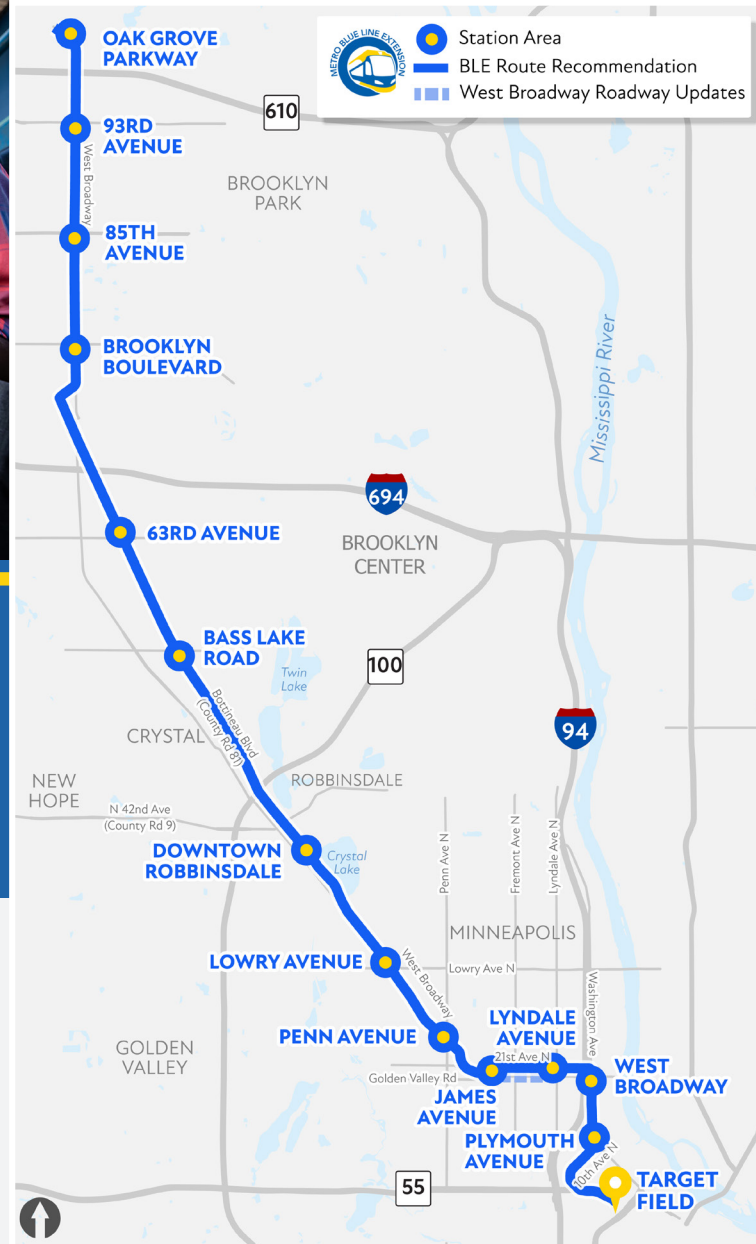 METRO BLUE LINE EXTENSION
Station Area
BLE Route Recommendation
West Broadway Roadway Updates
OAK GROVE
PARKWAY
610
93RD
AVENUE
West Broadway
BROOKLYN
PARK
85TH
AVENUE
BROOKLYN
BOULEVARD
Mississippi River
694
63RD AVENUE
BROOKLYN
CENTER
BASS LAKE
ROAD
100
Twin
Lake
Bottineau Blvd
(County Rd 81)
94
CRYSTAL
NEW
HOPE
ROBBINSDALE
N 42nd Ave
(County Rd 9)
DOWNTOWN
ROBBINSDALE
Crystal
Lake
Penn Ave N
Fremont Ave N
Lyndale Ave N
MINNEAPOLIS
LOWRY AVENUE
West Broadway
Lowry Ave N
Washington Ave
PENN AVENUE
LYNDALE
AVENUE
21st Ave N
GOLDEN
VALLEY
Golden Valley Rd
JAMES
AVENUE
WEST
BROADWAY
PLYMOUTH
AVENUE
10th Ave N
55
TARGET
FIELD